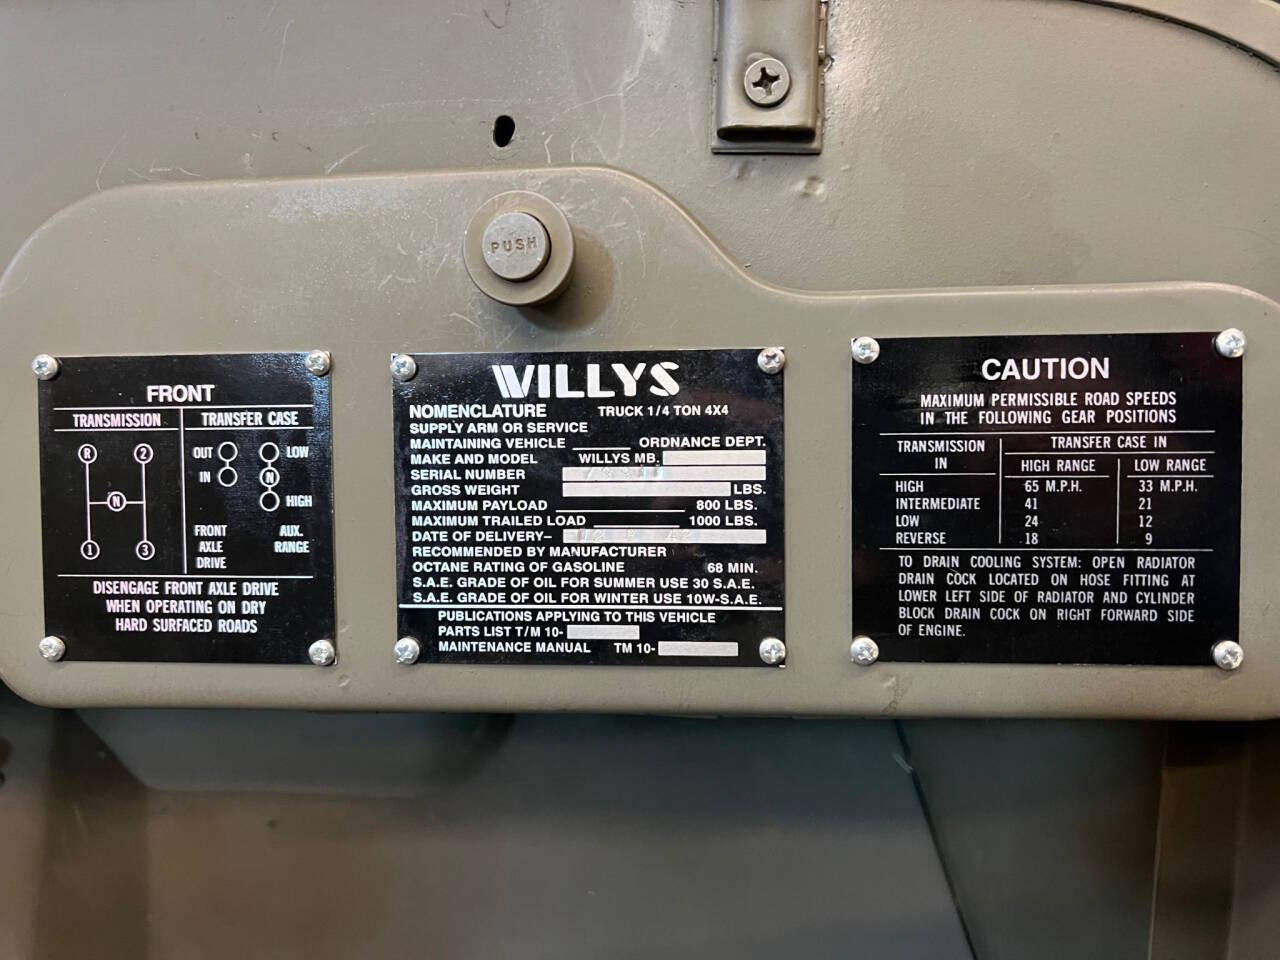 PUSH
FRONT
TRANSMISSION TRANSFER CASE
R 2 OUT LOW
IN N
N HIGH
1 3
FRONT AXLE DRIVE
AUX. RANGE
DISENGAGE FRONT AXLE DRIVE
WHEN OPERATING ON DRY
HARD SURFACED ROADS
WILLYS
NOMENCLATURE TRUCK 1/4 TON 4X4
SUPPLY ARM OR SERVICE
MAINTAINING VEHICLE ORDNANCE DEPT.
MAKE AND MODEL WILLYS MB.
SERIAL NUMBER
GROSS WEIGHT LBS.
MAXIMUM PAYLOAD 800 LBS.
MAXIMUM TRAILED LOAD 1000 LBS.
DATE OF DELIVERY–
RECOMMENDED BY MANUFACTURER
OCTANE RATING OF GASOLINE 68 MIN.
S.A.E. GRADE OF OIL FOR SUMMER USE 30 S.A.E.
S.A.E. GRADE OF OIL FOR WINTER USE 10W-S.A.E.
PUBLICATIONS APPLYING TO THIS VEHICLE
PARTS LIST T/M 10-
MAINTENANCE MANUAL TM 10-
CAUTION
MAXIMUM PERMISSIBLE ROAD SPEEDS
IN THE FOLLOWING GEAR POSITIONS
TRANSMISSION IN
TRANSFER CASE IN
HIGH RANGE LOW RANGE
HIGH 65 M.P.H. 33 M.P.H.
INTERMEDIATE 41 21
LOW 24 12
REVERSE 18 9
TO DRAIN COOLING SYSTEM: OPEN RADIATOR
DRAIN COCK LOCATED ON HOSE FITTING AT
LOWER LEFT SIDE OF RADIATOR AND CYLINDER
BLOCK DRAIN COCK ON RIGHT FORWARD SIDE
OF ENGINE.